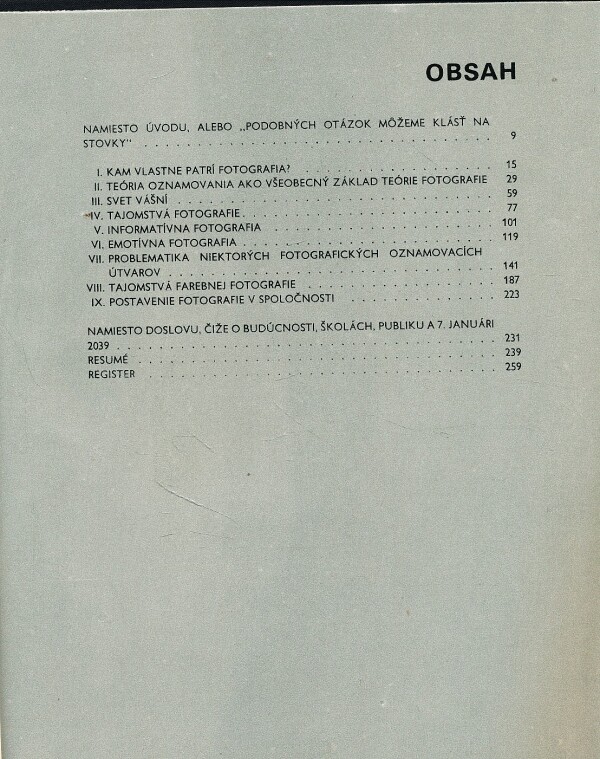 OBSAH
NAMIESTO ÚVODU, ALEBO „PODOBNÝCH OTÁZOK MÔŽEME KLÁSŤ NA
STOVKY" . . . . . . . . . . . . . . . . . . . . . . . . . . . . 9
I. KAM VLASTNE PATRÍ FOTOGRAFIA? . . . . . . . . . . . . . . . . 15
II. TEÓRIA OZNAMOVANIA AKO VŠEOBECNÝ ZÁKLAD TEÓRIE FOTOGRAFIE 29
III. SVET VÁŠNÍ . . . . . . . . . . . . . . . . . . . . . . . . 59
IV. TAJOMSTVÁ FOTOGRAFIE . . . . . . . . . . . . . . . . . . . . 77
V. INFORMATÍVNA FOTOGRAFIA . . . . . . . . . . . . . . . . . . . 101
VI. EMOTÍVNA FOTOGRAFIA . . . . . . . . . . . . . . . . . . . . 119
VII. PROBLEMATIKA NIEKTORÝCH FOTOGRAFICKÝCH OZNAMOVACÍCH
ÚTVAROV . . . . . . . . . . . . . . . . . . . . . . . . 141
VIII. TAJOMSTVÁ FAREBNEJ FOTOGRAFIE . . . . . . . . . . . . . . . 187
IX. POSTAVENIE FOTOGRAFIE V SPOLOČNOSTI . . . . . . . . . . . . 223
NAMIESTO DOSLOVU, ČIŽE O BUDÚCNOSTI, ŠKOLÁCH, PUBLIKU A 7. JANUÁRI
2039 . . . . . . . . . . . . . . . . . . . . . . . . . . . . 231
RESUMÉ . . . . . . . . . . . . . . . . . . . . . . . . . . . 239
REGISTER . . . . . . . . . . . . . . . . . . . . . . . . . . 259